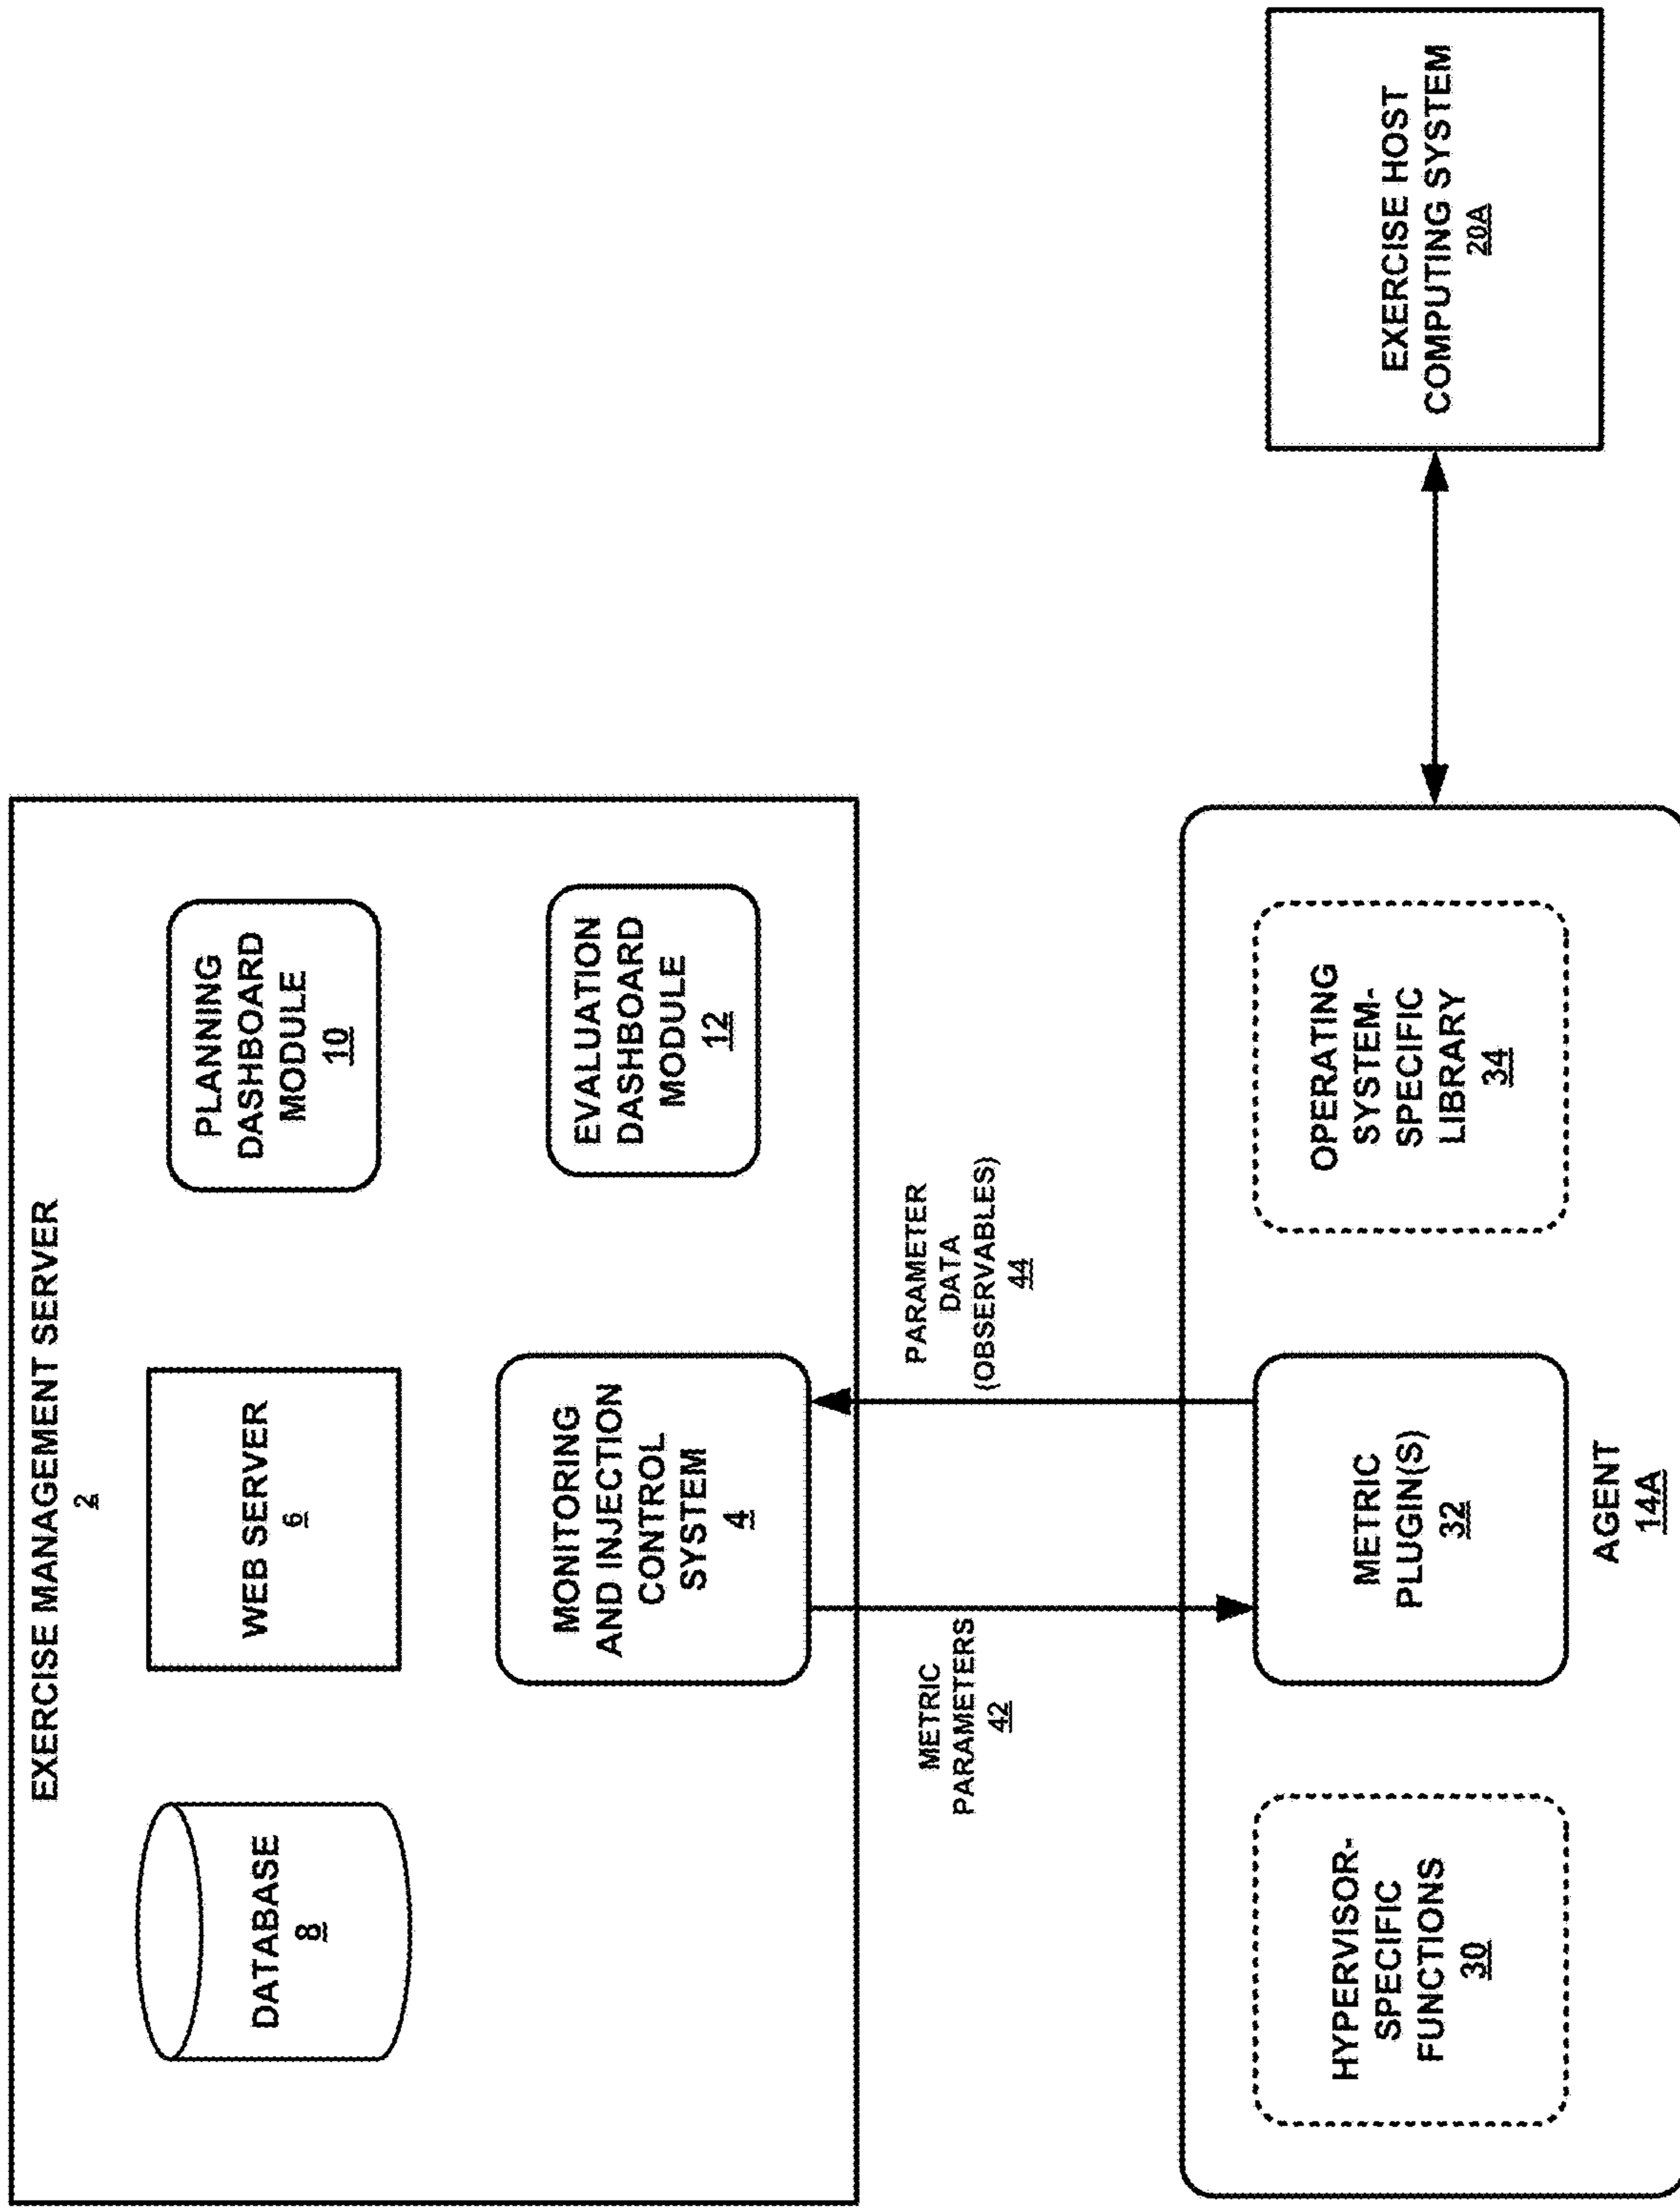 EXERCISE MANAGEMENT SERVER
2
DATABASE
8
WEB SERVER
6
PLANNING
DASHBOARD
MODULE
10
MONITORING
AND INJECTION
CONTROL
SYSTEM
4
EVALUATION
DASHBOARD
MODULE
12
METRIC
PARAMETERS
42
PARAMETER
DATA
(OBSERVABLES)
44
HYPERVISOR-
SPECIFIC
FUNCTIONS
30
METRIC
PLUGIN(S)
32
OPERATING
SYSTEM-
SPECIFIC
LIBRARY
34
AGENT
14A
EXERCISE HOST
COMPUTING SYSTEM
20A